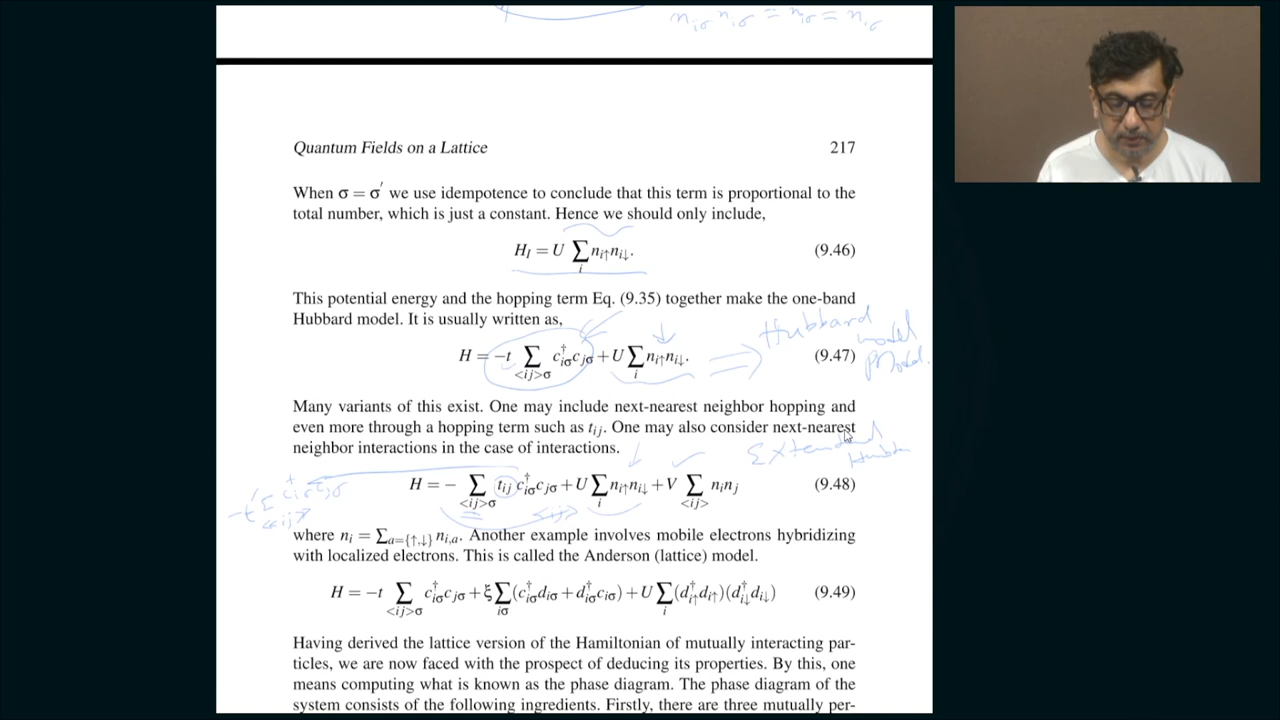 n_{iσ} n_{iσ} = n_{iσ} = n_{iσ}
Quantum Fields on a Lattice 217
When σ = σ′ we use idempotence to conclude that this term is proportional to the
total number, which is just a constant. Hence we should only include,
H_I = U ∑_i n_{i↑}n_{i↓}. (9.46)
This potential energy and the hopping term Eq. (9.35) together make the one-band
Hubbard model. It is usually written as,
Hubbard
model
H = −t ∑_{<ij>σ} c†_{iσ}c_{jσ} + U ∑_i n_{i↑}n_{i↓}. (9.47)
Model.
Many variants of this exist. One may include next-nearest neighbor hopping and
even more through a hopping term such as t_{ij}. One may also consider next-nearest
neighbor interactions in the case of interactions.
Extended
H = − ∑_{<ij>σ} t_{ij} c†_{iσ}c_{jσ} + U ∑_i n_{i↑}n_{i↓} + V ∑_{<ij>} n_i n_j (9.48)
<ij>
where n_i = ∑_{a={↑,↓}} n_{i,a}. Another example involves mobile electrons hybridizing
with localized electrons. This is called the Anderson (lattice) model.
H = −t ∑_{<ij>σ} c†_{iσ}c_{jσ} + ξ ∑_{iσ} (c†_{iσ}d_{iσ} + d†_{iσ}c_{iσ}) + U ∑_i (d†_{i↑}d_{i↑})(d†_{i↓}d_{i↓}) (9.49)
Having derived the lattice version of the Hamiltonian of mutually interacting par-
ticles, we are now faced with the prospect of deducing its properties. By this, one
means computing what is known as the phase diagram. The phase diagram of the
system consists of the following ingredients. Firstly, there are three mutually per-